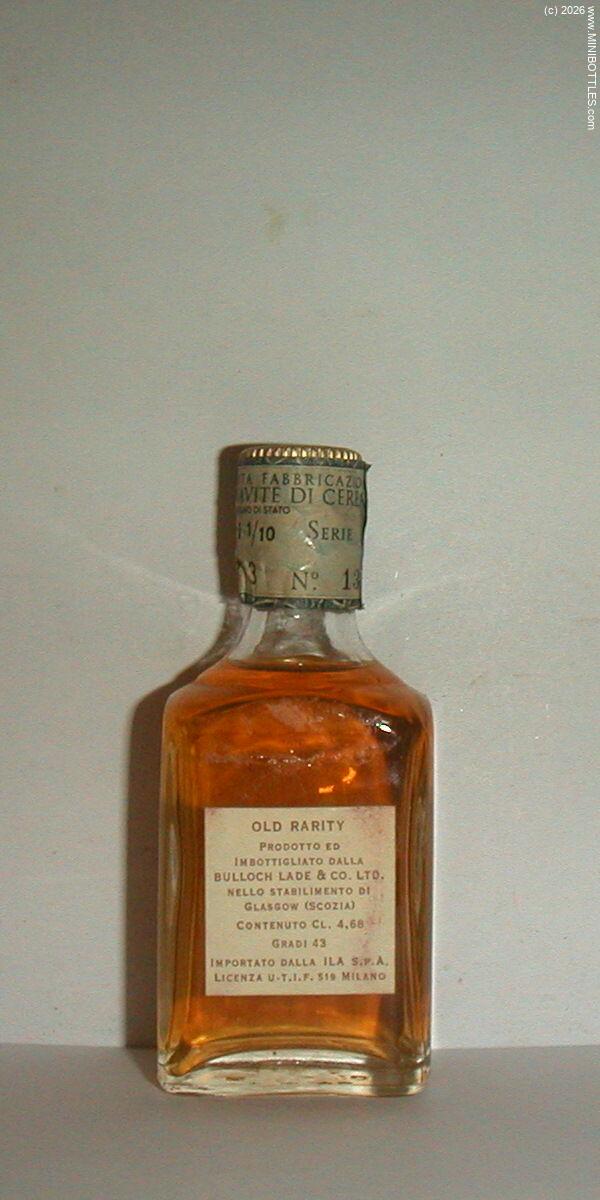 (c) 2026 www.MINIBOTTLES.com
FABBRICAZIO
DI CERE
DI STATO
1/10 SERIE
Nº. 13
OLD RARITY
PRODOTTO ED
IMBOTTIGLIATO DALLA
BULLOCH LADE & CO. LTD.
NELLO STABILIMENTO DI
GLASGOW (SCOZIA)
CONTENUTO CL. 4,68
GRADI 43
IMPORTATO DALLA ILA S.P.A.
LICENZA U-T.I.F. 519 MILANO